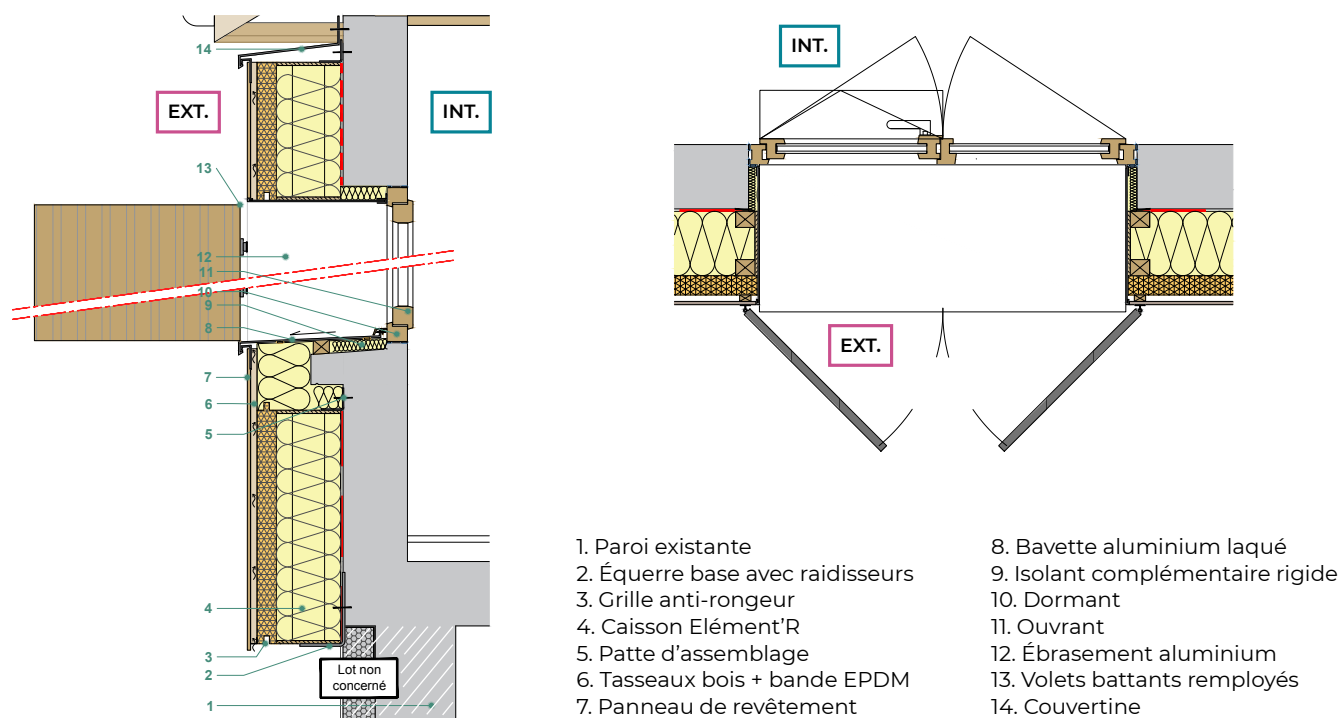 14
EXT.
INT.
13
12
11
10
9
8
7
6
5
4
3
2
1
Lot non
concerné
INT.
EXT.
1. Paroi existante
2. Équerre base avec raidisseurs
3. Grille anti-rongeur
4. Caisson Elément’R
5. Patte d’assemblage
6. Tasseaux bois + bande EPDM
7. Panneau de revêtement
8. Bavette aluminium laqué
9. Isolant complémentaire rigide
10. Dormant
11. Ouvrant
12. Ébrasement aluminium
13. Volets battants remployés
14. Couvertine